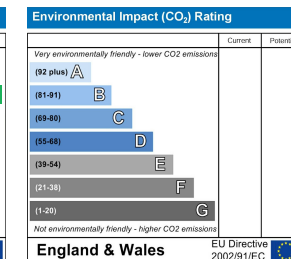 Environmental Impact (CO₂) Rating
Current
Very environmentally friendly - lower CO2 emissions
(92 plus) A
(81-91) B
(69-80) C
(55-68) D
(39-54) E
(21-38) F
(1-20) G
Not environmentally friendly - higher CO2 emissions
England & Wales
EU Directive
2002/91/EC